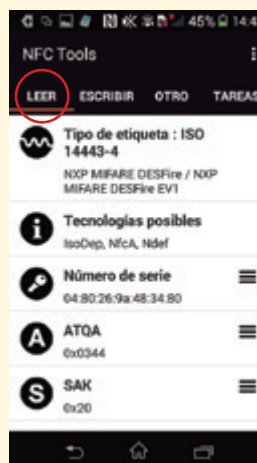 45% 14:4
NFC Tools
LEER ESCRIBIR OTRO TAREAS
Tipo de etiqueta : ISO
14443-4
NXP MIFARE DESFire / NXP
MIFARE DESFire EV1
Tecnologías posibles
IsoDep, NfcA, Ndef
Número de serie
04:80:26:9a:48:34:80
A ATQA
0x0344
S SAK
0x20